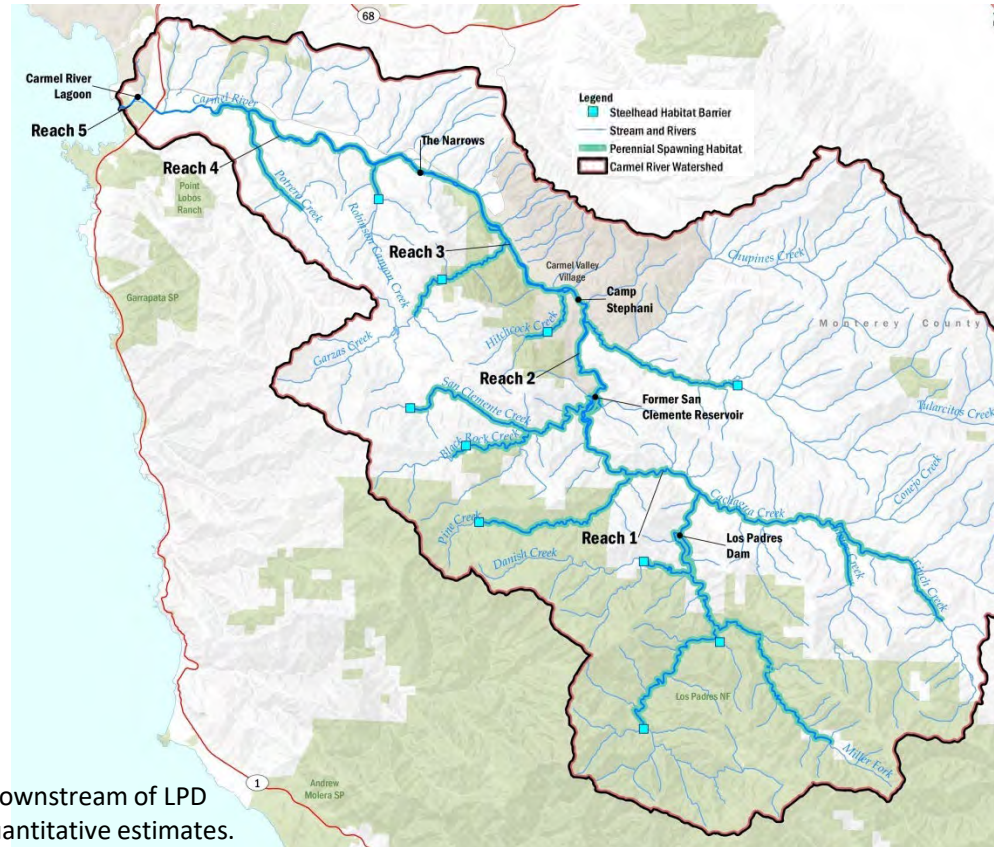 68
Carmel River
Lagoon
Reach 5
Carmel River
Reach 4
The Narrows
Legend
Steelhead Habitat Barrier
Stream and Rivers
Perennial Spawning Habitat
Carmel River Watershed
Point
Lobos
Ranch
Potrero Creek
Robinson Canyon Creek
Reach 3
Carmel Valley
Village
Chupines Creek
Garrapata SP
Camp
Stephani
Monterey County
Garzas Creek
Hitchcock Creek
Reach 2
San Clemente Creek
Former San
Clemente Reservoir
Tularcitos Creek
Black Rock Creek
Conejo Creek
Cachagua Creek
Pine Creek
Reach 1
Los Padres
Dam
Danish Creek
Creek
Finch Creek
Los Padres NF
Miller Fork
1
Andrew
Molera SP
ownstream of LPD
uantitative estimates.